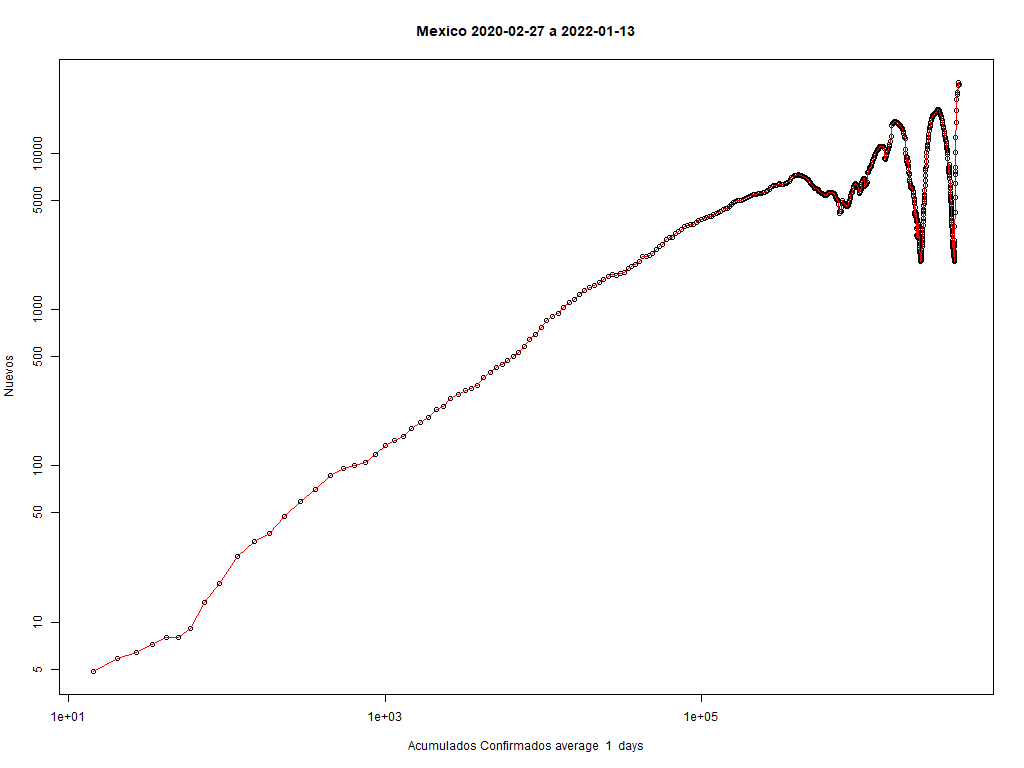 Mexico 2020-02-27 a 2022-01-13
Nuevos
10000
5000
1000
500
100
50
10
5
1e+01
1e+03
1e+05
Acumulados Confirmados average 1 days